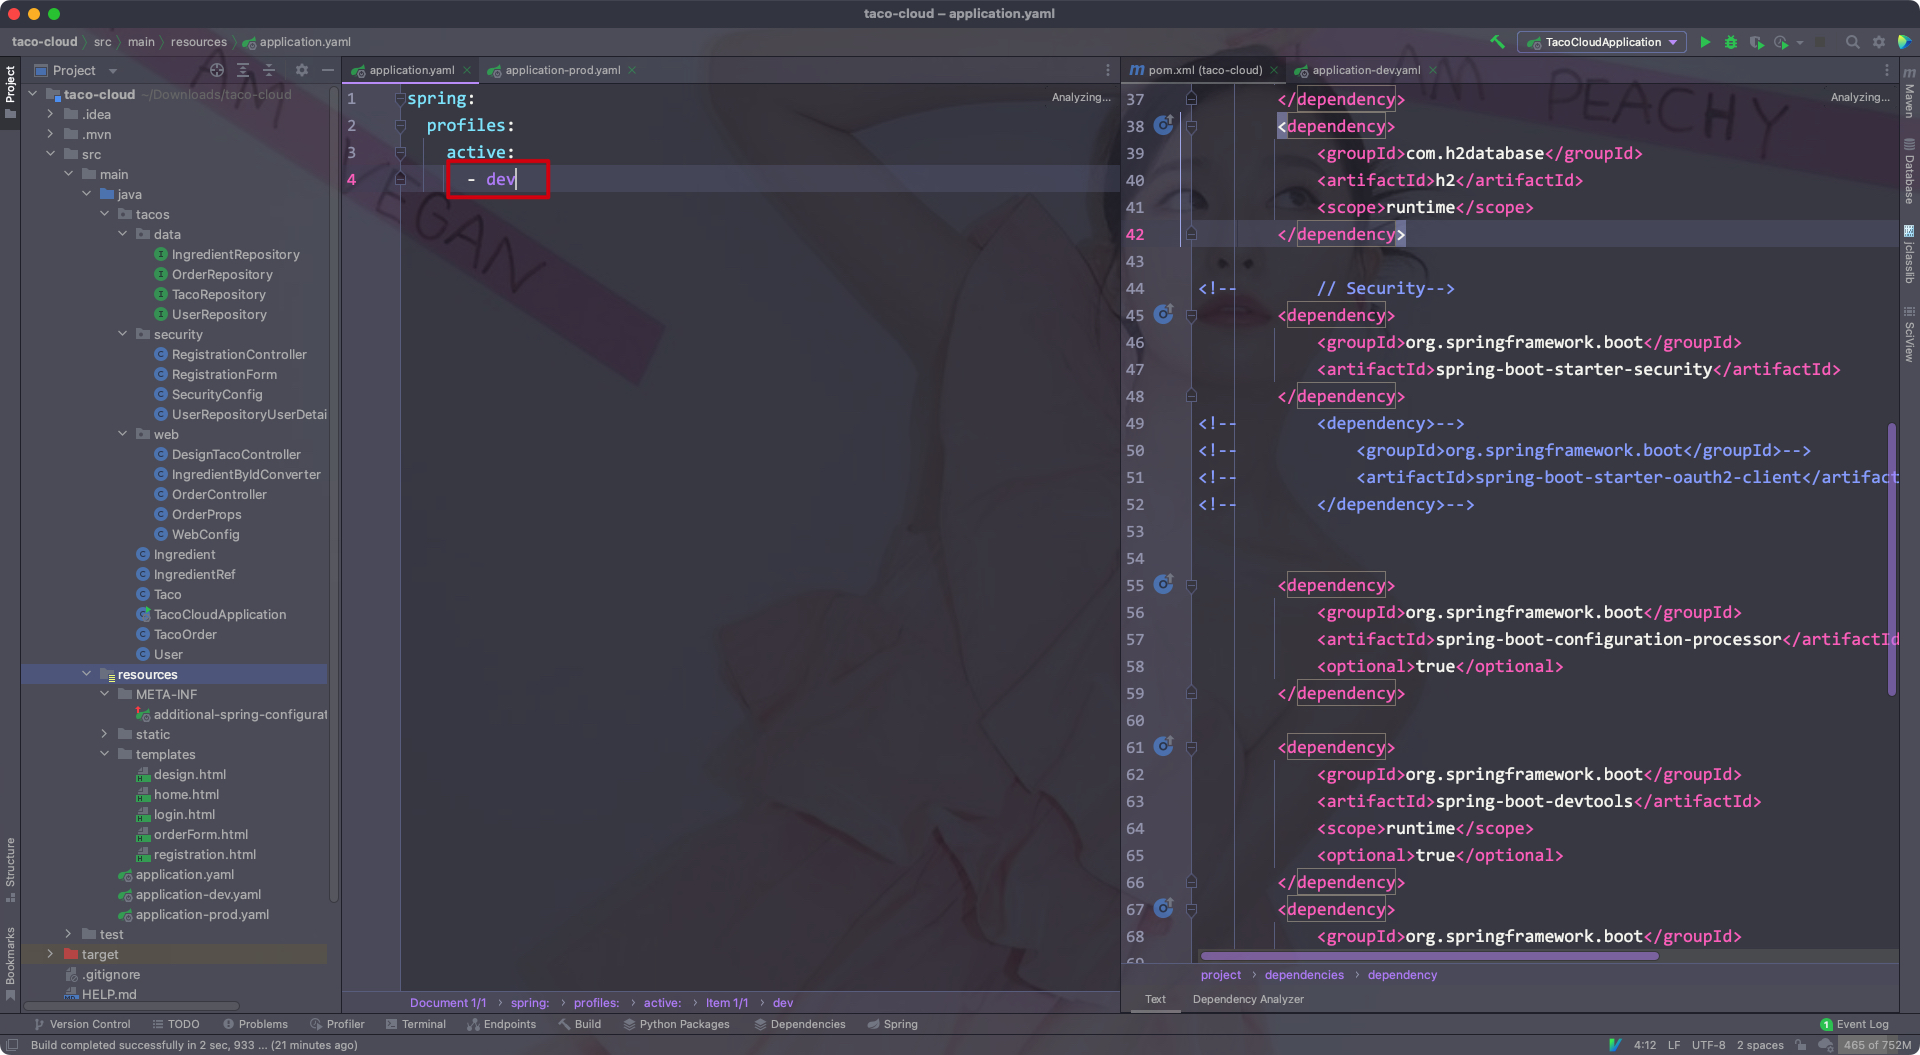 taco-cloud – application.yaml
taco-cloud src main resources application.yaml
TacoCloudApplication
Project
application.yaml
application-prod.yaml
pom.xml (taco-cloud)
application-dev.yaml
Project
Structure
Bookmarks
taco-cloud ~/Downloads/taco-cloud
.idea
.mvn
src
main
java
tacos
data
IngredientRepository
OrderRepository
TacoRepository
UserRepository
security
RegistrationController
RegistrationForm
SecurityConfig
UserRepositoryUserDetai
web
DesignTacoController
IngredientByIdConverter
OrderController
OrderProps
WebConfig
Ingredient
IngredientRef
Taco
TacoCloudApplication
TacoOrder
User
resources
META-INF
additional-spring-configurat
static
templates
design.html
home.html
login.html
orderForm.html
registration.html
application.yaml
application-dev.yaml
application-prod.yaml
test
target
.gitignore
HELP.md
Analyzing...
1 spring:
2 profiles:
3 active:
4 - dev
Document 1/1 spring: profiles: active: Item 1/1 dev
VEGAN
I AM PEACHY
Analyzing...
37 </dependency>
38 <dependency>
39 <groupId>com.h2database</groupId>
40 <artifactId>h2</artifactId>
41 <scope>runtime</scope>
42 </dependency>
43
44 <!-- // Security-->
45 <dependency>
46 <groupId>org.springframework.boot</groupId>
47 <artifactId>spring-boot-starter-security</artifactId>
48 </dependency>
49 <!-- <dependency>-->
50 <!-- <groupId>org.springframework.boot</groupId>-->
51 <!-- <artifactId>spring-boot-starter-oauth2-client</artifact
52 <!-- </dependency>-->
53
54
55 <dependency>
56 <groupId>org.springframework.boot</groupId>
57 <artifactId>spring-boot-configuration-processor</artifactId
58 <optional>true</optional>
59 </dependency>
60
61 <dependency>
62 <groupId>org.springframework.boot</groupId>
63 <artifactId>spring-boot-devtools</artifactId>
64 <scope>runtime</scope>
65 <optional>true</optional>
66 </dependency>
67 <dependency>
68 <groupId>org.springframework.boot</groupId>
69
project dependencies dependency
Text Dependency Analyzer
Maven
Database
jclasslib
SciView
Version Control TODO Problems Profiler Terminal Endpoints Build Python Packages Dependencies Spring
1 Event Log
Build completed successfully in 2 sec, 933 ... (21 minutes ago)
4:12 LF UTF-8 2 spaces 465 of 752M